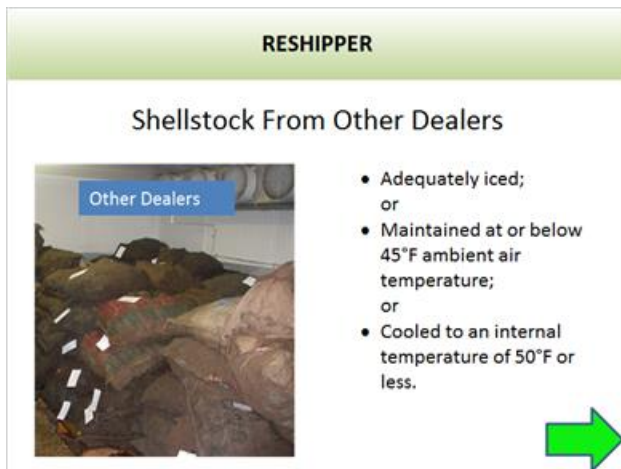 RESHIPPER
Shellstock From Other Dealers
Other Dealers
• Adequately iced;
or
• Maintained at or below
45°F ambient air
temperature;
or
• Cooled to an internal
temperature of 50°F or
less.